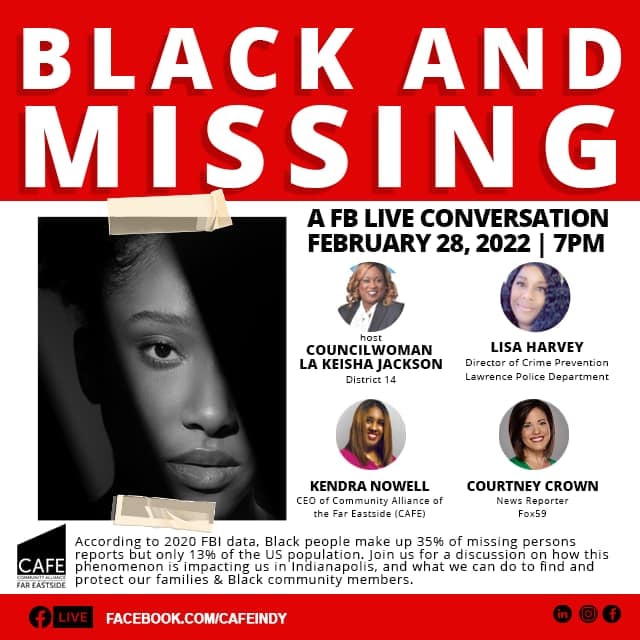 BLACK AND
MISSING
A FB LIVE CONVERSATION
FEBRUARY 28, 2022 | 7PM
host
COUNCILWOMAN
LA KEISHA JACKSON
District 14
LISA HARVEY
Director of Crime Prevention
Lawrence Police Department
KENDRA NOWELL
CEO of Community Alliance of
the Far Eastside (CAFE)
COURTNEY CROWN
News Reporter
Fox59
CAFE
COMMUNITY ALLIANCE
FAR EASTSIDE
According to 2020 FBI data, Black people make up 35% of missing persons
reports but only 13% of the US population. Join us for a discussion on how this
phenomenon is impacting us in Indianapolis, and what we can do to find and
protect our families & Black community members.
LIVE
FACEBOOK.COM/CAFEINDY